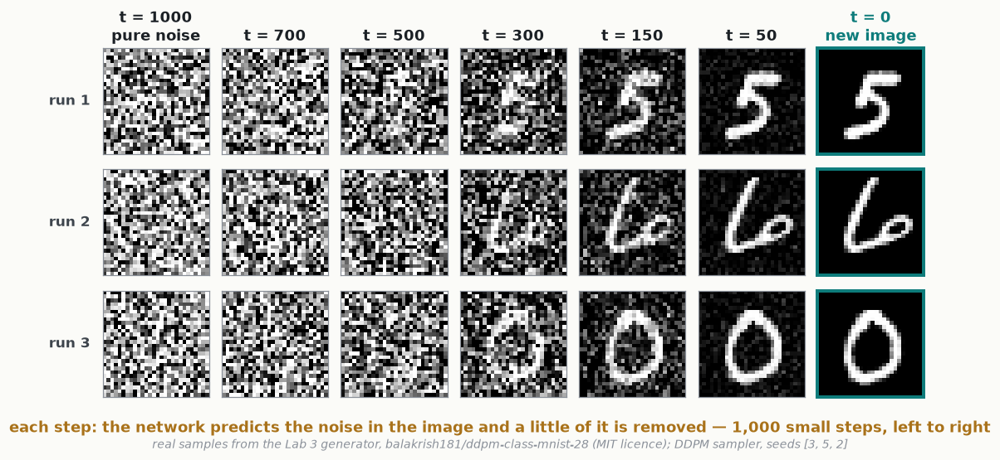 t = 1000
pure noise
t = 700
t = 500
t = 300
t = 150
t = 50
t = 0
new image
run 1
5
run 2
6
run 3
0
each step: the network predicts the noise in the image and a little of it is removed — 1,000 small steps, left to right
real samples from the Lab 3 generator, balakrish181/ddpm-class-mnist-28 (MIT licence); DDPM sampler, seeds [3, 5, 2]